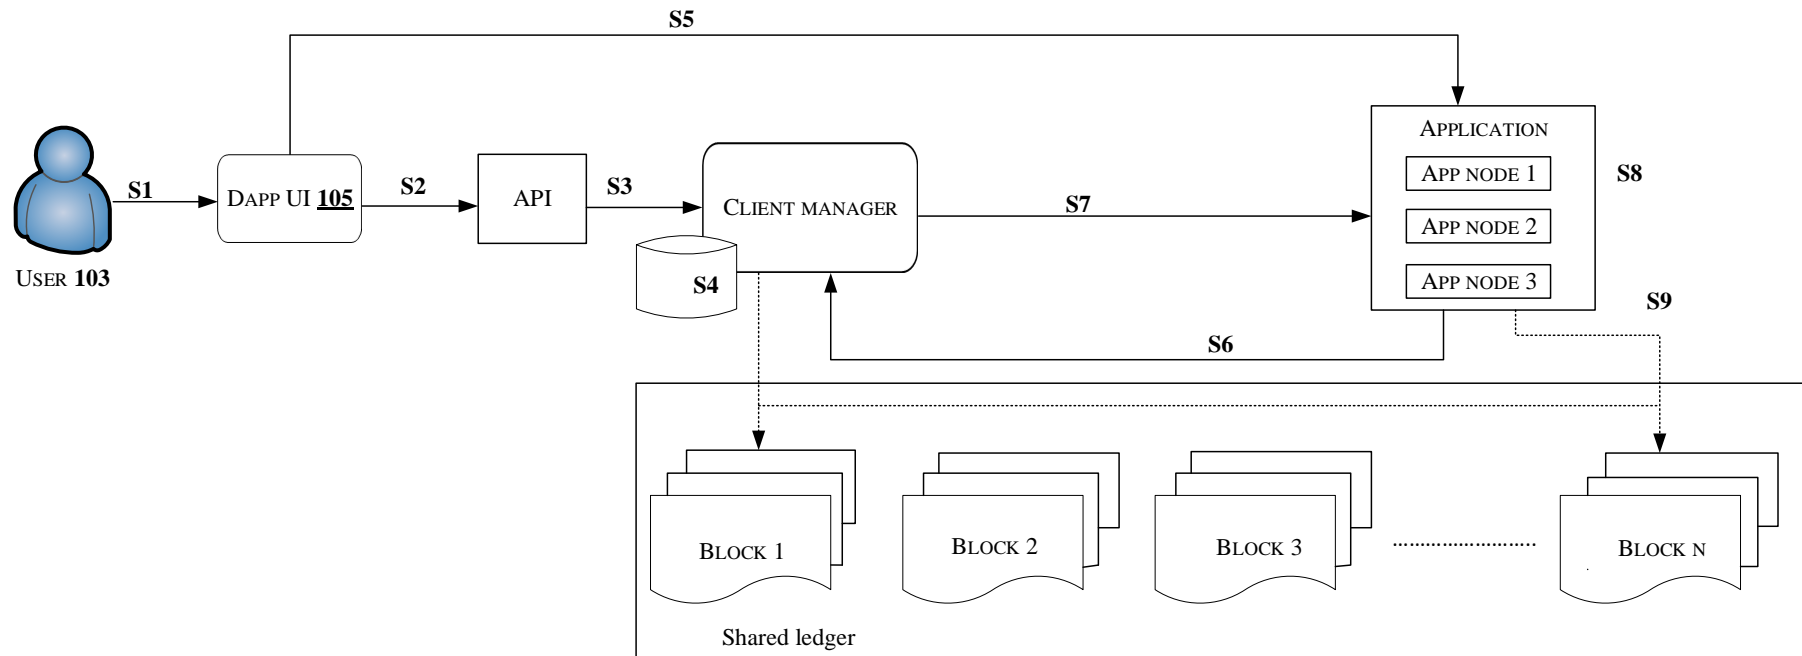 S5
APPLICATION
APP NODE 1
S8
S1
DAPP UI 105
S2
API
S3
CLIENT MANAGER
S7
APP NODE 2
USER 103
S4
APP NODE 3
S9
S6
BLOCK 1
BLOCK 2
BLOCK 3
........................
BLOCK N
Shared ledger